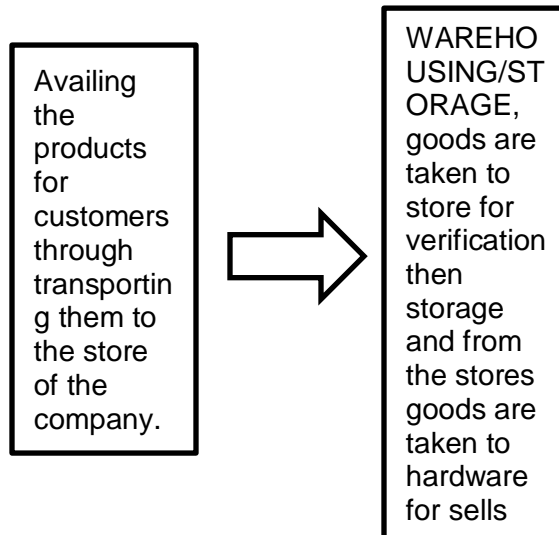 Availing
the
products
for
customers
through
transportin
g them to
the store
of the
company.
WAREHO
USING/ST
ORAGE,
goods are
taken to
store for
verification
then
storage
and from
the stores
goods are
taken to
hardware
for sells